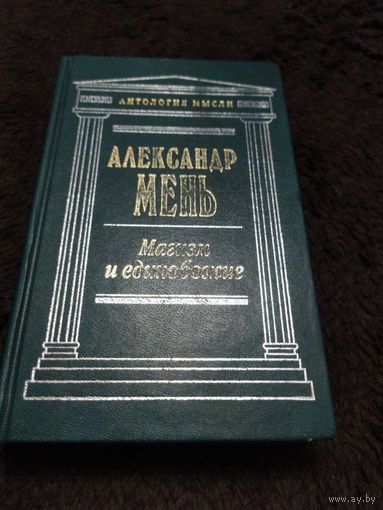 АНТОЛОГИЯ МЫСЛИ
АЛЕКСАНДР
МЕНЬ
Магизм
и единобожие
www.ay.by